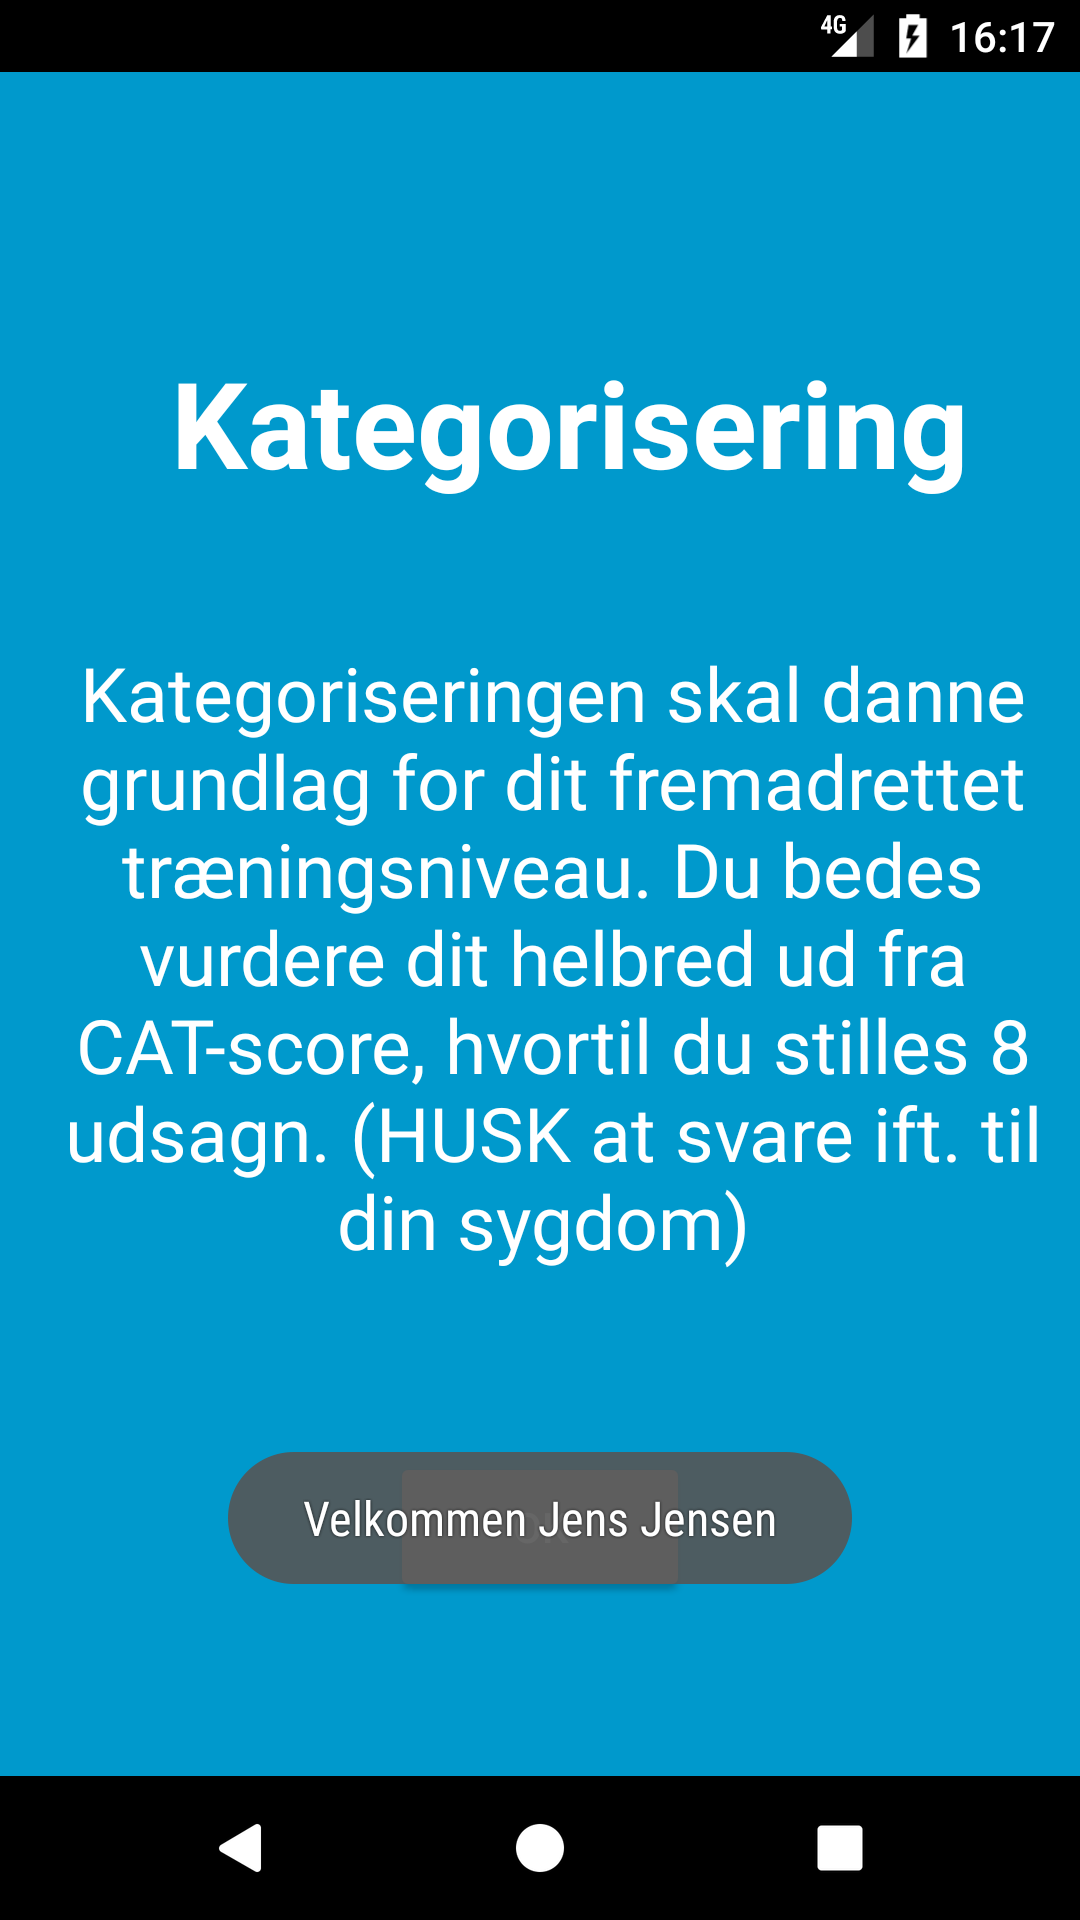 4G 16:17
Kategorisering
Kategoriseringen skal danne
grundlag for dit fremadrettet
træningsniveau. Du bedes
vurdere dit helbred ud fra
CAT-score, hvortil du stilles 8
udsagn. (HUSK at svare ift. til
din sygdom)
Velkommen Jens Jensen